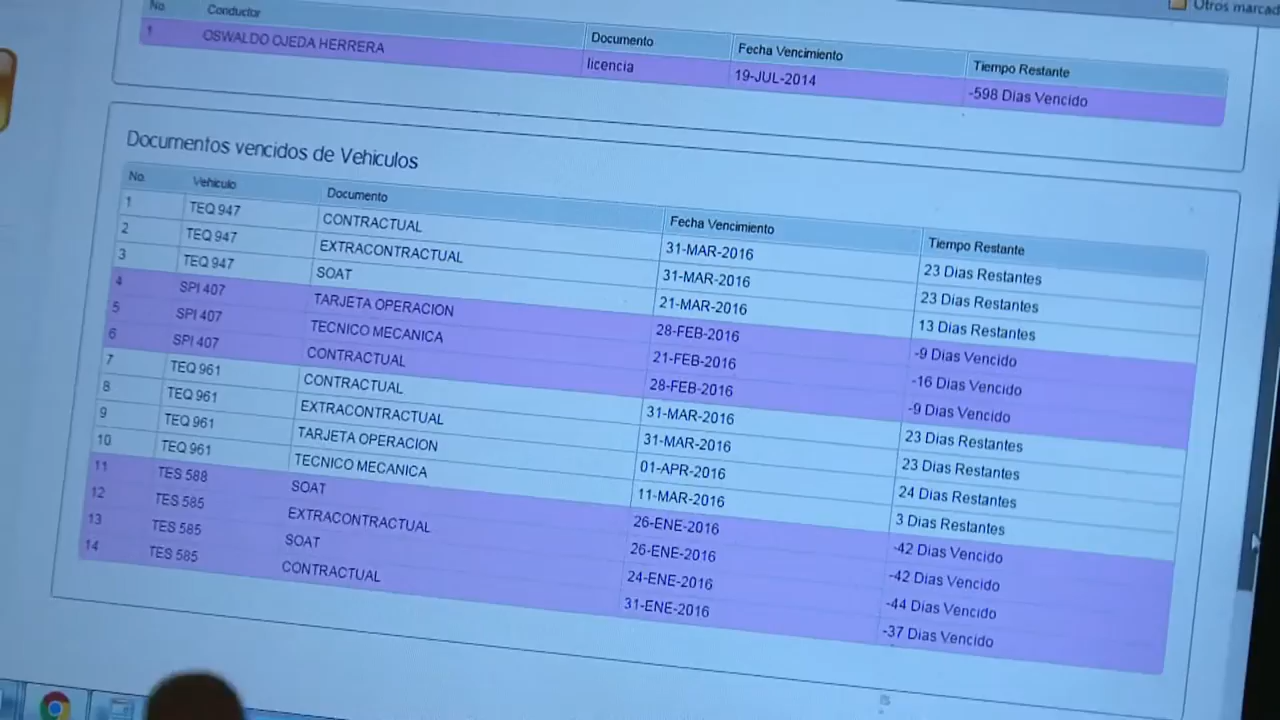 Otros marcad
No. Conductor Documento Fecha Vencimiento Tiempo Restante
1 OSWALDO OJEDA HERRERA licencia 19-JUL-2014 -598 Dias Vencido
Documentos vencidos de Vehiculos
No. Vehiculo Documento Fecha Vencimiento Tiempo Restante
1 TEQ 947 CONTRACTUAL 31-MAR-2016 23 Dias Restantes
2 TEQ 947 EXTRACONTRACTUAL 31-MAR-2016 23 Dias Restantes
3 TEQ 947 SOAT 21-MAR-2016 13 Dias Restantes
4 SPI 407 TARJETA OPERACION 28-FEB-2016 -9 Dias Vencido
5 SPI 407 TECNICO MECANICA 21-FEB-2016 -16 Dias Vencido
6 SPI 407 CONTRACTUAL 28-FEB-2016 -9 Dias Vencido
7 TEQ 961 CONTRACTUAL 31-MAR-2016 23 Dias Restantes
8 TEQ 961 EXTRACONTRACTUAL 31-MAR-2016 23 Dias Restantes
9 TEQ 961 TARJETA OPERACION 01-APR-2016 24 Dias Restantes
10 TEQ 961 TECNICO MECANICA 11-MAR-2016 3 Dias Restantes
11 TES 588 SOAT 26-ENE-2016 -42 Dias Vencido
12 TES 585 EXTRACONTRACTUAL 26-ENE-2016 -42 Dias Vencido
13 TES 585 SOAT 24-ENE-2016 -44 Dias Vencido
14 TES 585 CONTRACTUAL 31-ENE-2016 -37 Dias Vencido